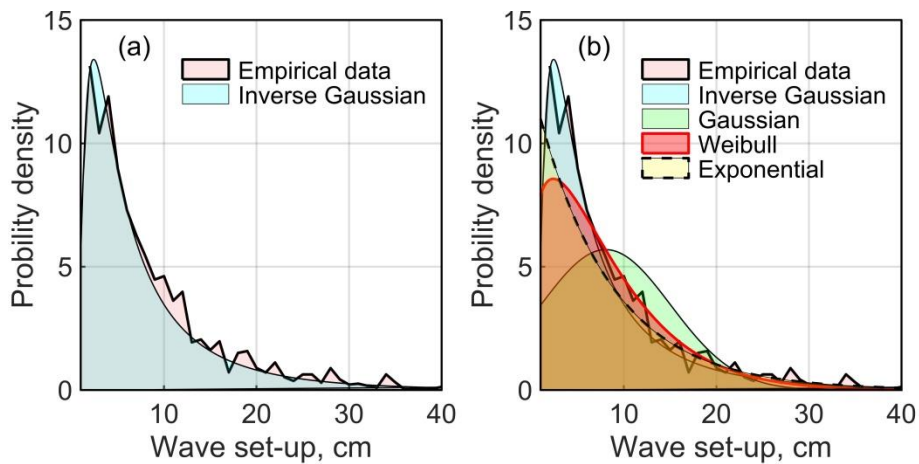 15
(a)
Empirical data
Inverse Gaussian
10
5
0
Probility density
10
20
30
40
Wave set-up, cm
15
(b)
Empirical data
Inverse Gaussian
Gaussian
Weibull
Exponential
10
5
0
Probility density
10
20
30
40
Wave set-up, cm